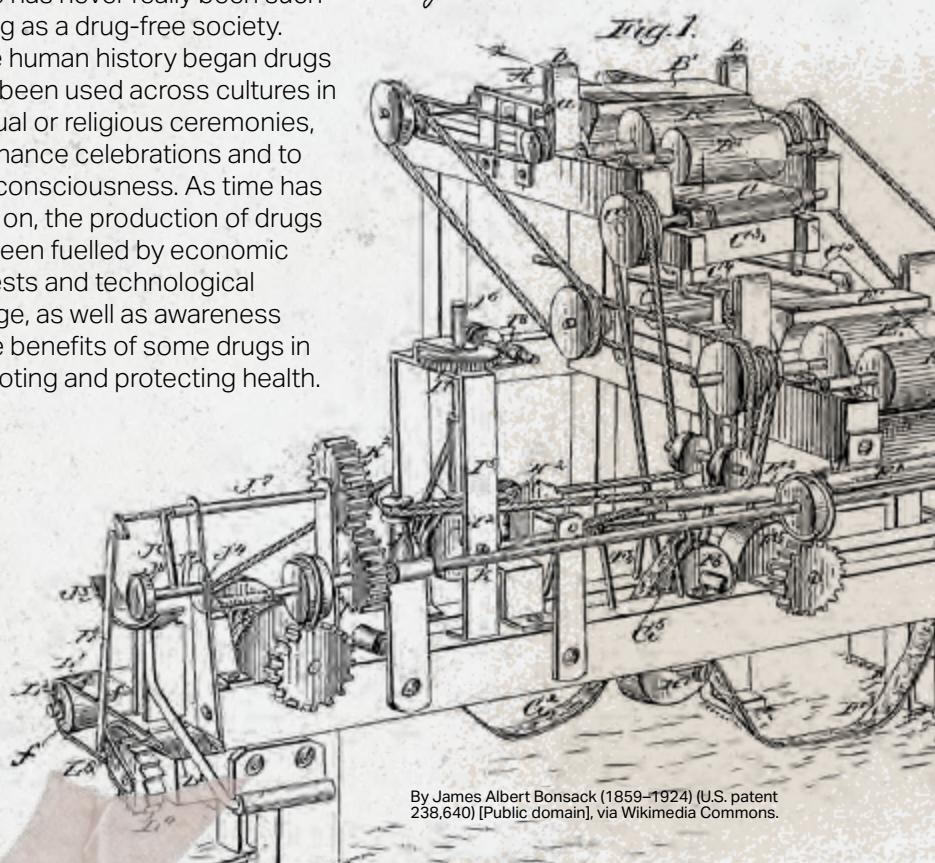 has never really been such
g as a drug-free society.
e human history began drugs
been used across cultures in
ual or religious ceremonies,
nance celebrations and to
consciousness. As time has
on, the production of drugs
een fuelled by economic
ests and technological
ge, as well as awareness
e benefits of some drugs in
oting and protecting health.
Fig.1.
By James Albert Bonsack (1859–1924) (U.S. patent
238,640) [Public domain], via Wikimedia Commons.